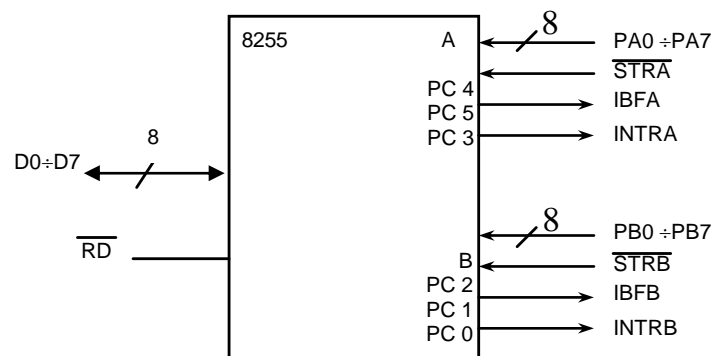 8255
A
8
PA0 ÷PA7
STRA
PC 4
IBFA
PC 5
INTRA
PC 3
8
D0÷D7
8
PB0 ÷PB7
RD
B
STRB
PC 2
IBFB
PC 1
INTRB
PC 0